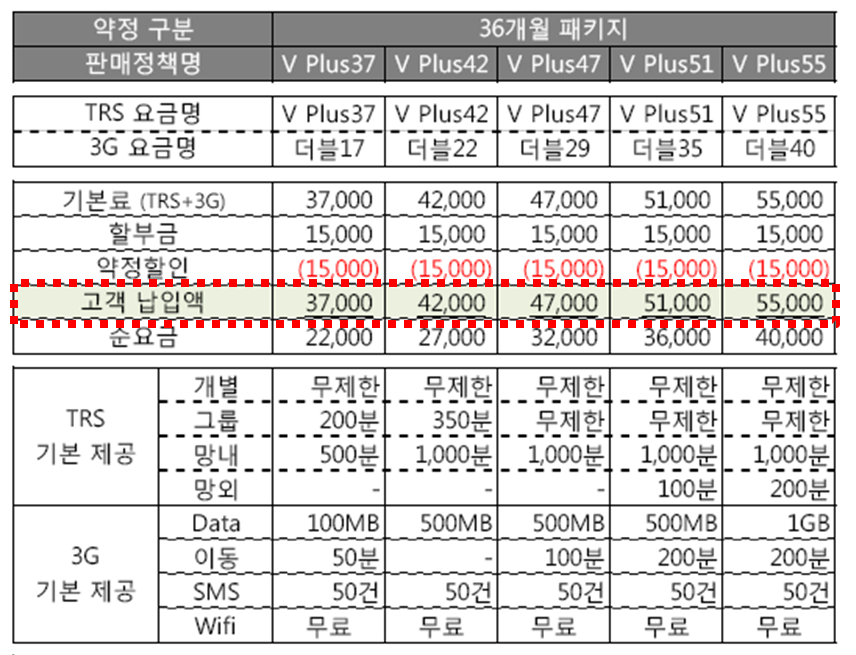 약정 구분 36개월 패키지
판매정책명 V Plus37 V Plus42 V Plus47 V Plus51 V Plus55
TRS 요금명 V Plus37 V Plus42 V Plus47 V Plus51 V Plus55
3G 요금명 더블17 더블22 더블29 더블35 더블40
기본료 (TRS+3G) 37,000 42,000 47,000 51,000 55,000
할부금 15,000 15,000 15,000 15,000 15,000
약정할인 (15,000) (15,000) (15,000) (15,000) (15,000)
고객 납입액 37,000 42,000 47,000 51,000 55,000
순요금 22,000 27,000 32,000 36,000 40,000
TRS 기본 제공 개별 무제한 무제한 무제한 무제한 무제한
그룹 200분 350분 무제한 무제한 무제한
망내 500분 1,000분 1,000분 1,000분 1,000분
망외 - - - 100분 200분
3G 기본 제공 Data 100MB 500MB 500MB 500MB 1GB
이동 50분 - 100분 200분 200분
SMS 50건 50건 50건 50건 50건
Wifi 무료 무료 무료 무료 무료